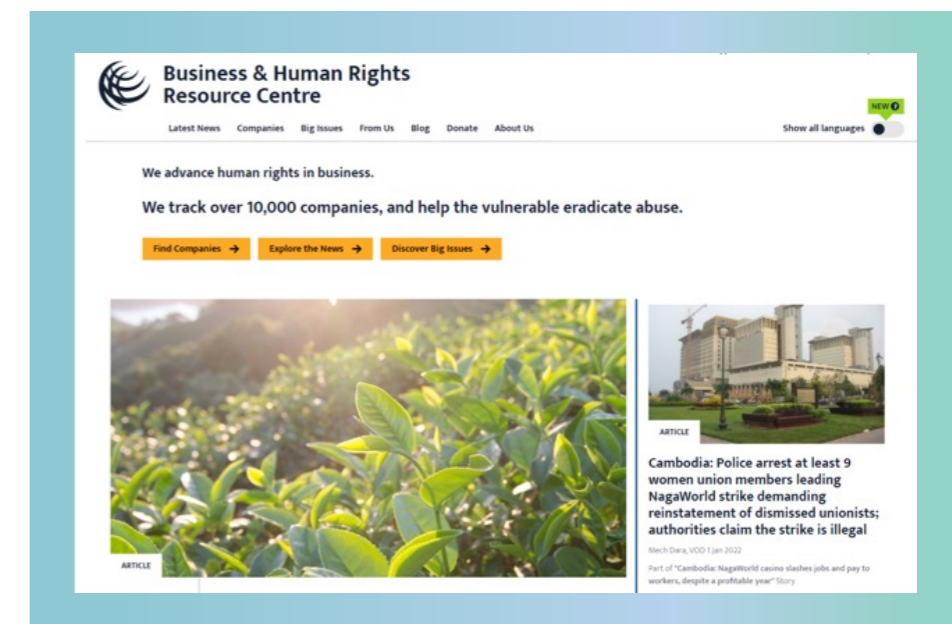 Business & Human Rights
Resource Centre
NEW
Latest News Companies Big Issues From Us Blog Donate About Us Show all languages
We advance human rights in business.
We track over 10,000 companies, and help the vulnerable eradicate abuse.
Find Companies → Explore the News → Discover Big Issues →
ARTICLE
Cambodia: Police arrest at least 9
women union members leading
NagaWorld strike demanding
reinstatement of dismissed unionists;
authorities claim the strike is illegal
Mech Dara, VOD 1 Jan 2022
Part of "Cambodia: NagaWorld casino slashes jobs and pay to
workers, despite a profitable year" Story
ARTICLE